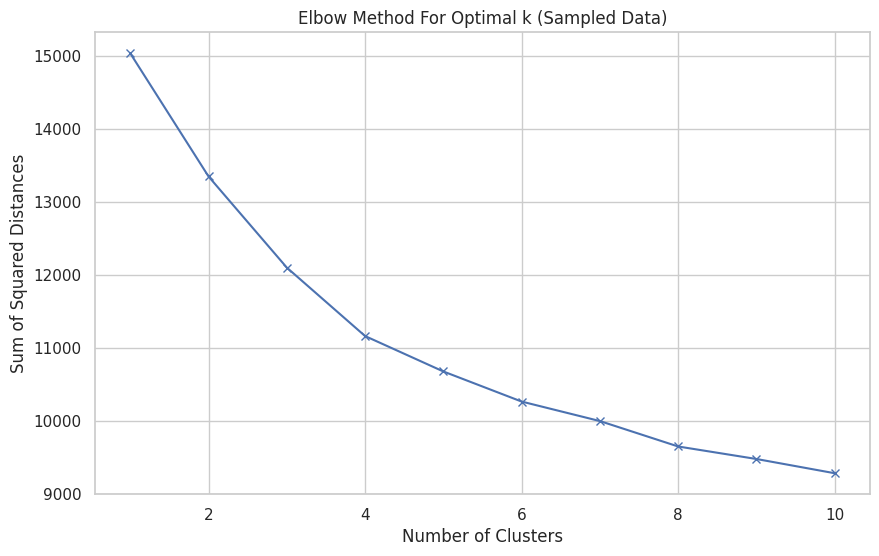 Elbow Method For Optimal k (Sampled Data)
Sum of Squared Distances
15000
14000
13000
12000
11000
10000
9000
2 4 6 8 10
Number of Clusters